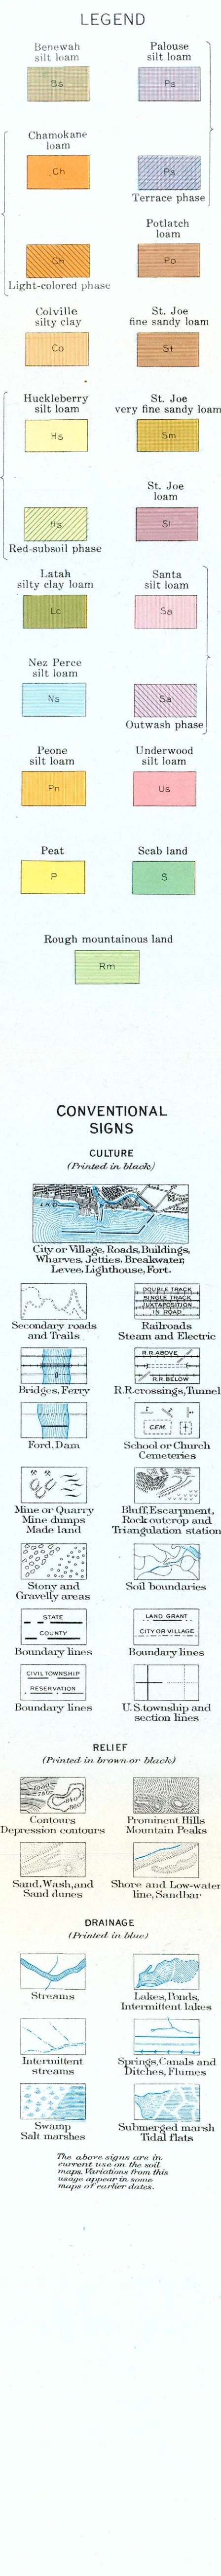 LEGEND
Benewah
silt loam
Bs
Palouse
silt loam
Ps
Chamokane
loam
Ch
Ps
Terrace phase
Ch
Light-colored phase
Potlatch
loam
Po
Colville
silty clay
Co
St. Joe
fine sandy loam
St
Huckleberry
silt loam
Hs
St. Joe
very fine sandy loam
Sm
Hs
Red-subsoil phase
St. Joe
loam
Sl
Latah
silty clay loam
Lc
Santa
silt loam
Sa
Nez Perce
silt loam
Ns
Sa
Outwash phase
Peone
silt loam
Pn
Underwood
silt loam
Us
Peat
P
Scab land
S
Rough mountainous land
Rm
CONVENTIONAL
SIGNS
CULTURE
(Printed in black)
City or Village, Roads, Buildings,
Wharves, Jetties, Breakwater,
Levee, Lighthouse, Fort.
Secondary roads
and Trails
DOUBLE TRACK
SINGLE TRACK
JUXTAPOSITION
IN ROAD
Railroads
Steam and Electric
Bridges, Ferry
R.R. ABOVE
R.R. BELOW
R.R. crossings, Tunnel
Ford, Dam
CEM.
School or Church
Cemeteries
Mine or Quarry
Mine dumps
Made land
Bluff, Escarpment,
Rock outcrop and
Triangulation station
Stony and
Gravelly areas
Soil boundaries
STATE
COUNTY
Boundary lines
LAND GRANT
CITY OR VILLAGE
Boundary lines
CIVIL TOWNSHIP
RESERVATION
Boundary lines
U.S. township and
section lines
RELIEF
(Printed in brown or black)
Contours
Depression contours
Prominent Hills
Mountain Peaks
Sand, Wash, and
Sand dunes
Shore and Low-water
line, Sandbar
DRAINAGE
(Printed in blue)
Streams
Lakes, Ponds,
Intermittent lakes
Intermittent
streams
Springs, Canals and
Ditches, Flumes
Swamp
Salt marshes
Submerged marsh
Tidal flats
The above signs are in
current use on the soil
maps. Variations from this
usage appear in some
maps of earlier dates.